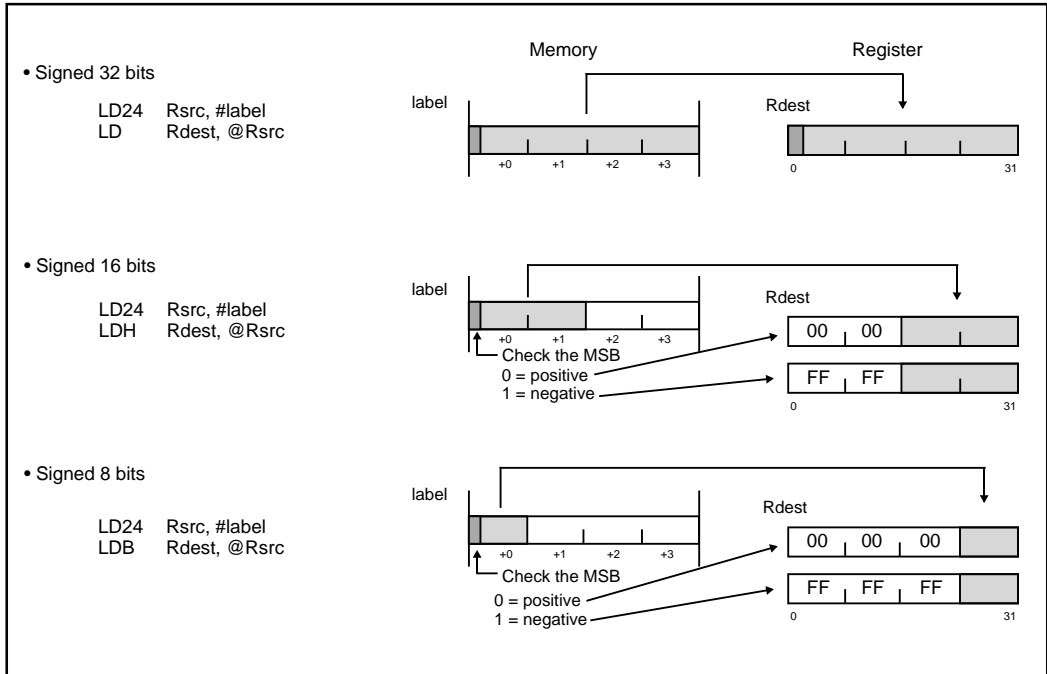 Memory Register
• Signed 32 bits
label
LD24 Rsrc, #label
LD Rdest, @Rsrc
Rdest
+0 +1 +2 +3
0 31
• Signed 16 bits
label
LD24 Rsrc, #label
LDH Rdest, @Rsrc
Rdest
00 00
+0 +1 +2 +3
Check the MSB
0 = positive
1 = negative
FF FF
0 31
• Signed 8 bits
label
LD24 Rsrc, #label
LDB Rdest, @Rsrc
Rdest
00 00 00
+0 +1 +2 +3
Check the MSB
0 = positive
1 = negative
FF FF FF
0 31